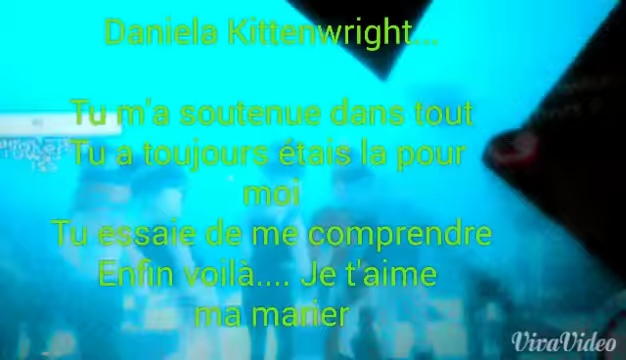 Daniela Kittenwright...
Tu m'a soutenue dans tout
Tu a toujours étais la pour
moi
Tu essaie de me comprendre
Enfin voilà.... Je t'aime
ma marier
VivaVideo